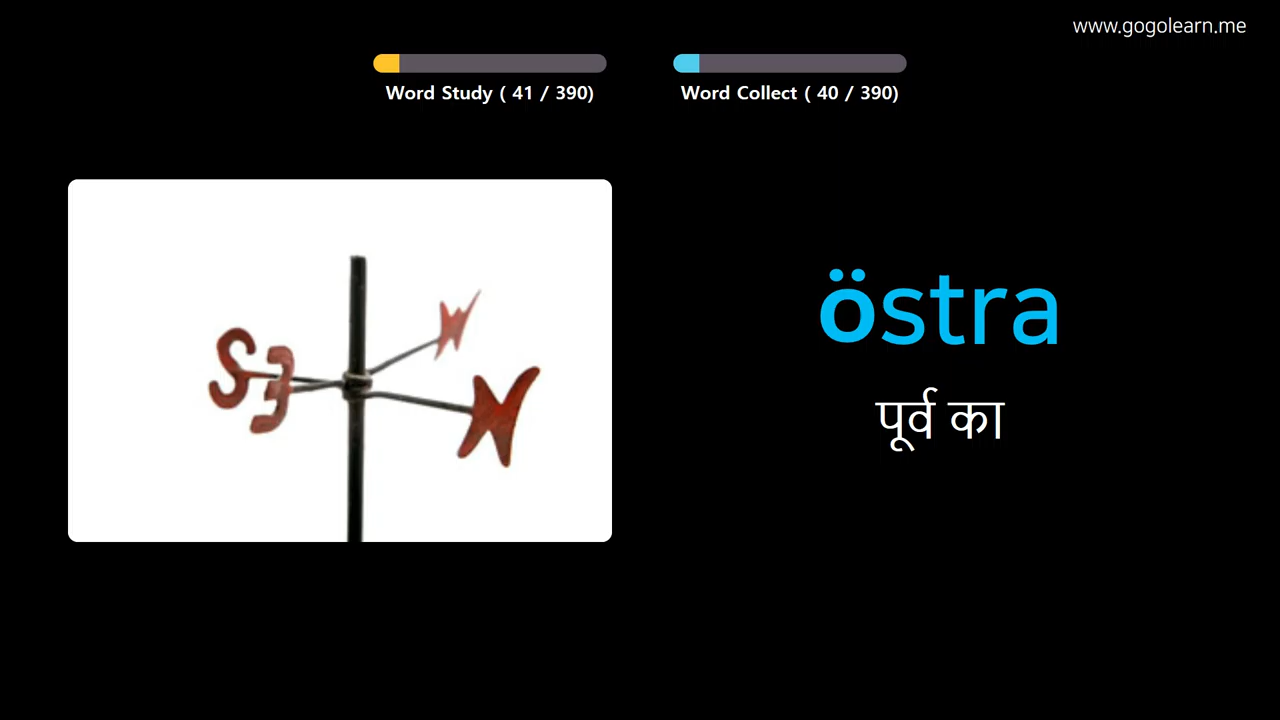 www.gogolearn.me
Word Study ( 41 / 390)
Word Collect ( 40 / 390)
östra
पूर्व का
S
E
W
N